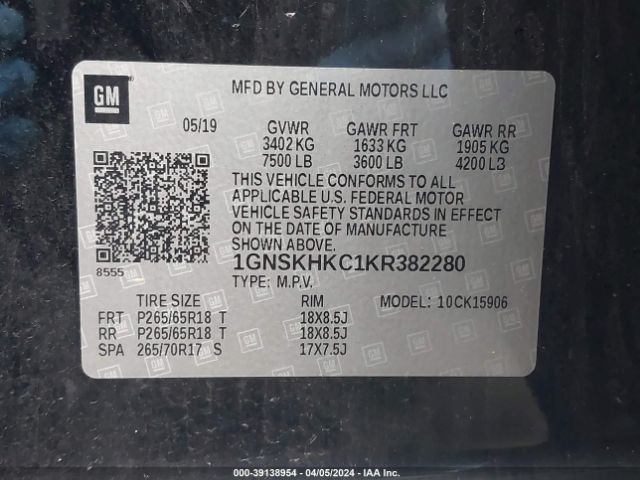 GM
MFD BY GENERAL MOTORS LLC
05/19 GVWR GAWR FRT GAWR RR
3402 KG 1633 KG 1905 KG
7500 LB 3600 LB 4200 LB
THIS VEHICLE CONFORMS TO ALL
APPLICABLE U.S. FEDERAL MOTOR
VEHICLE SAFETY STANDARDS IN EFFECT
ON THE DATE OF MANUFACTURE
SHOWN ABOVE.
8555
1GNSKHKC1KR382280
TYPE: M.P.V.
TIRE SIZE RIM MODEL: 10CK15906
FRT P265/65R18 T 18X8.5J
RR P265/65R18 T 18X8.5J
SPA 265/70R17 S 17X7.5J
000-39138954 - 04/05/2024 - IAA Inc.